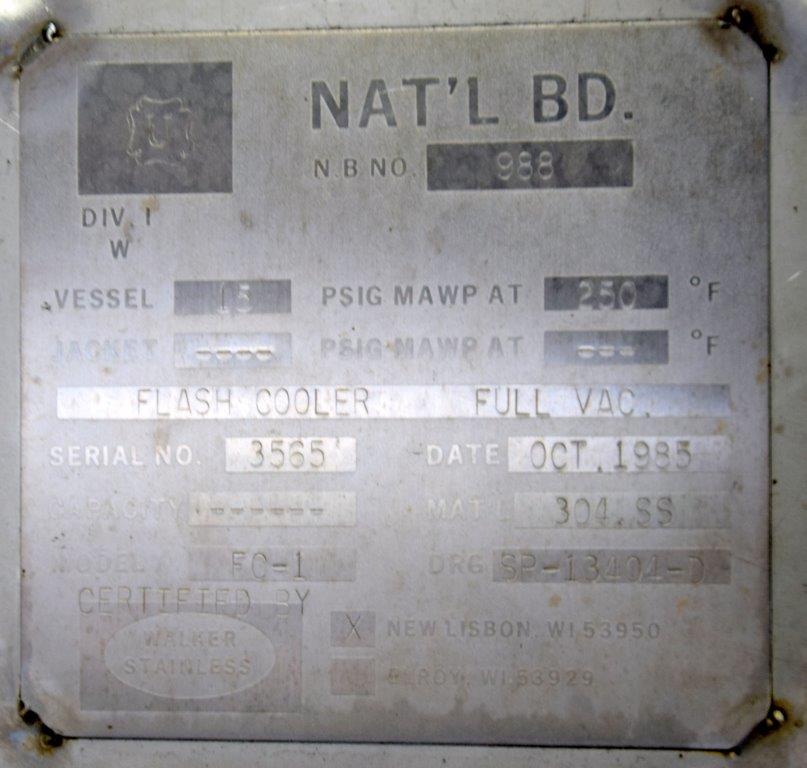 NAT'L BD.
U
N.B NO. 988
DIV. 1
W
VESSEL 15 PSIG MAWP AT 250 °F
JACKET ---- PSIG MAWP AT --- °F
FLASH COOLER FULL VAC.
SERIAL NO. 3565 DATE OCT. 1985
CAPACITY ------ MAT'L 304 SS
MODEL FC-1 DRG SP-13404-D
CERTIFIED BY
WALKER
STAINLESS
X NEW LISBON, WI 53950
ELROY, WI 53929